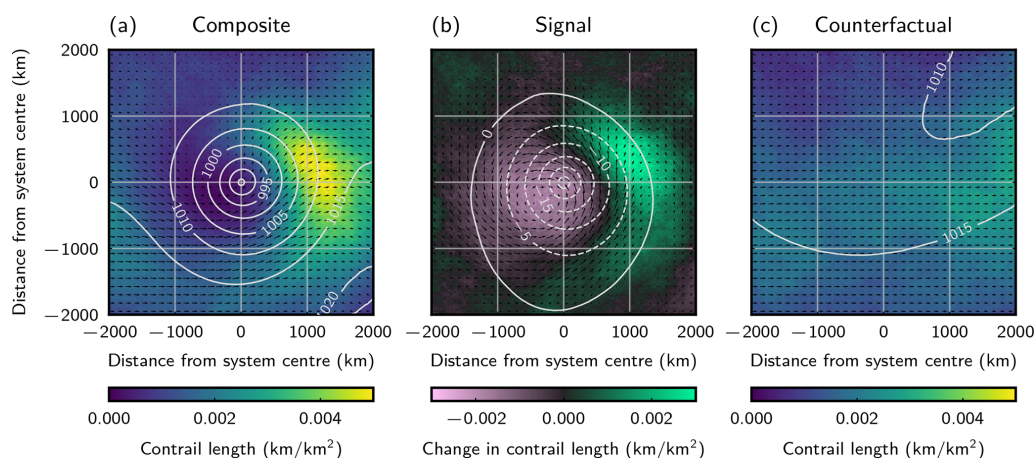 (a) Composite
(b) Signal
(c) Counterfactual
Distance from system centre (km)
2000
1000
0
−1000
−2000
1000
995
1010
1005
1015
1020
0
10
15
5
1010
1015
−2000 −1000 0 1000 2000
−2000 −1000 0 1000 2000
−2000 −1000 0 1000 2000
Distance from system centre (km)
Distance from system centre (km)
Distance from system centre (km)
0.000 0.002 0.004
−0.002 0.000 0.002
0.000 0.002 0.004
Contrail length (km/km²)
Change in contrail length (km/km²)
Contrail length (km/km²)